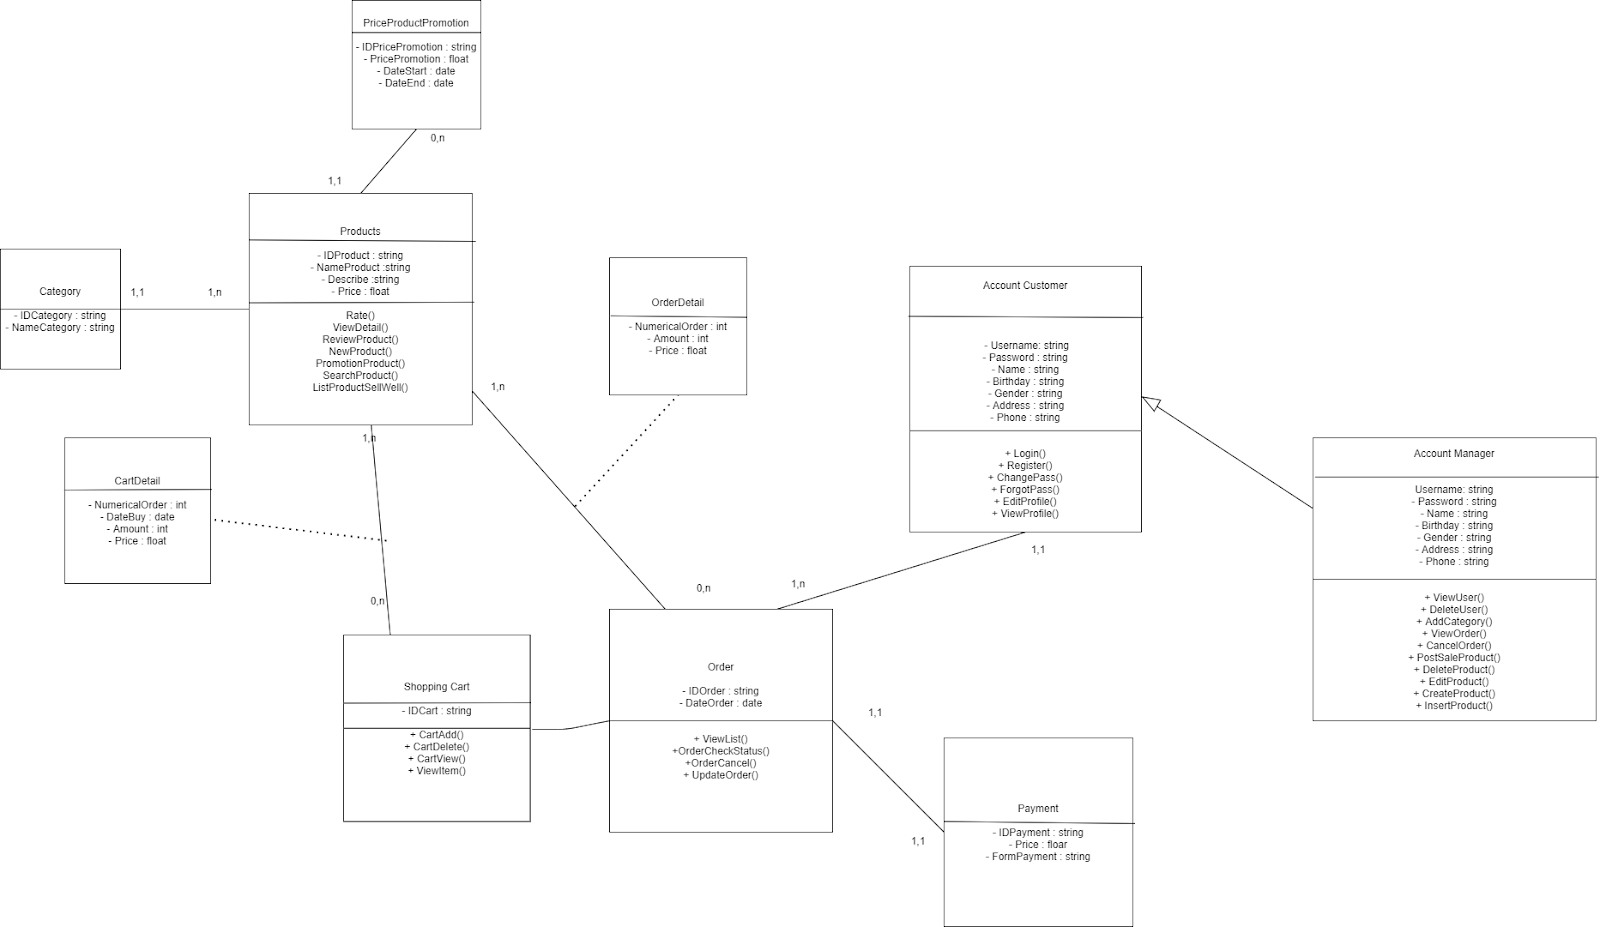 PriceProductPromotion
- IDPricePromotion : string
- PricePromotion : float
- DateStart : date
- DateEnd : date
0,n
1,1
Products
- IDProduct : string
- NameProduct :string
- Describe :string
- Price : float
Rate()
ViewDetail()
ReviewProduct()
NewProduct()
PromotionProduct()
SearchProduct()
ListProductSellWell()
Category
- IDCategory : string
- NameCategory : string
1,1
1,n
OrderDetail
- NumericalOrder : int
- Amount : int
- Price : float
Account Customer
- Username: string
- Password : string
- Name : string
- Birthday : string
- Gender : string
- Address : string
- Phone : string
+ Login()
+ Register()
+ ChangePass()
+ ForgotPass()
+ EditProfile()
+ ViewProfile()
1,n
1,n
CartDetail
- NumericalOrder : int
- DateBuy : date
- Amount : int
- Price : float
Account Manager
Username: string
- Password : string
- Name : string
- Birthday : string
- Gender : string
- Address : string
- Phone : string
+ ViewUser()
+ DeleteUser()
+ AddCategory()
+ ViewOrder()
+ CancelOrder()
+ PostSaleProduct()
+ DeleteProduct()
+ EditProduct()
+ CreateProduct()
+ InsertProduct()
1,1
1,n
0,n
0,n
Shopping Cart
- IDCart : string
+ CartAdd()
+ CartDelete()
+ CartView()
+ ViewItem()
Order
- IDOrder : string
- DateOrder : date
+ ViewList()
+OrderCheckStatus()
+OrderCancel()
+ UpdateOrder()
1,1
1,1
Payment
- IDPayment : string
- Price : floar
- FormPayment : string